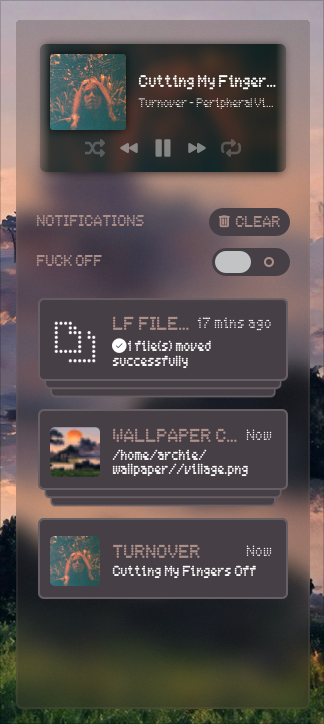 Cutting My Finger...
Turnover - Peripheral Vi...
NOTIFICATIONS
CLEAR
FUCK OFF
LF FILE... 17 mins ago
1 file(s) moved
successfully
WALLPAPER C... Now
/home/archie/
wallpaper//village.png
TURNOVER Now
Cutting My Fingers Off